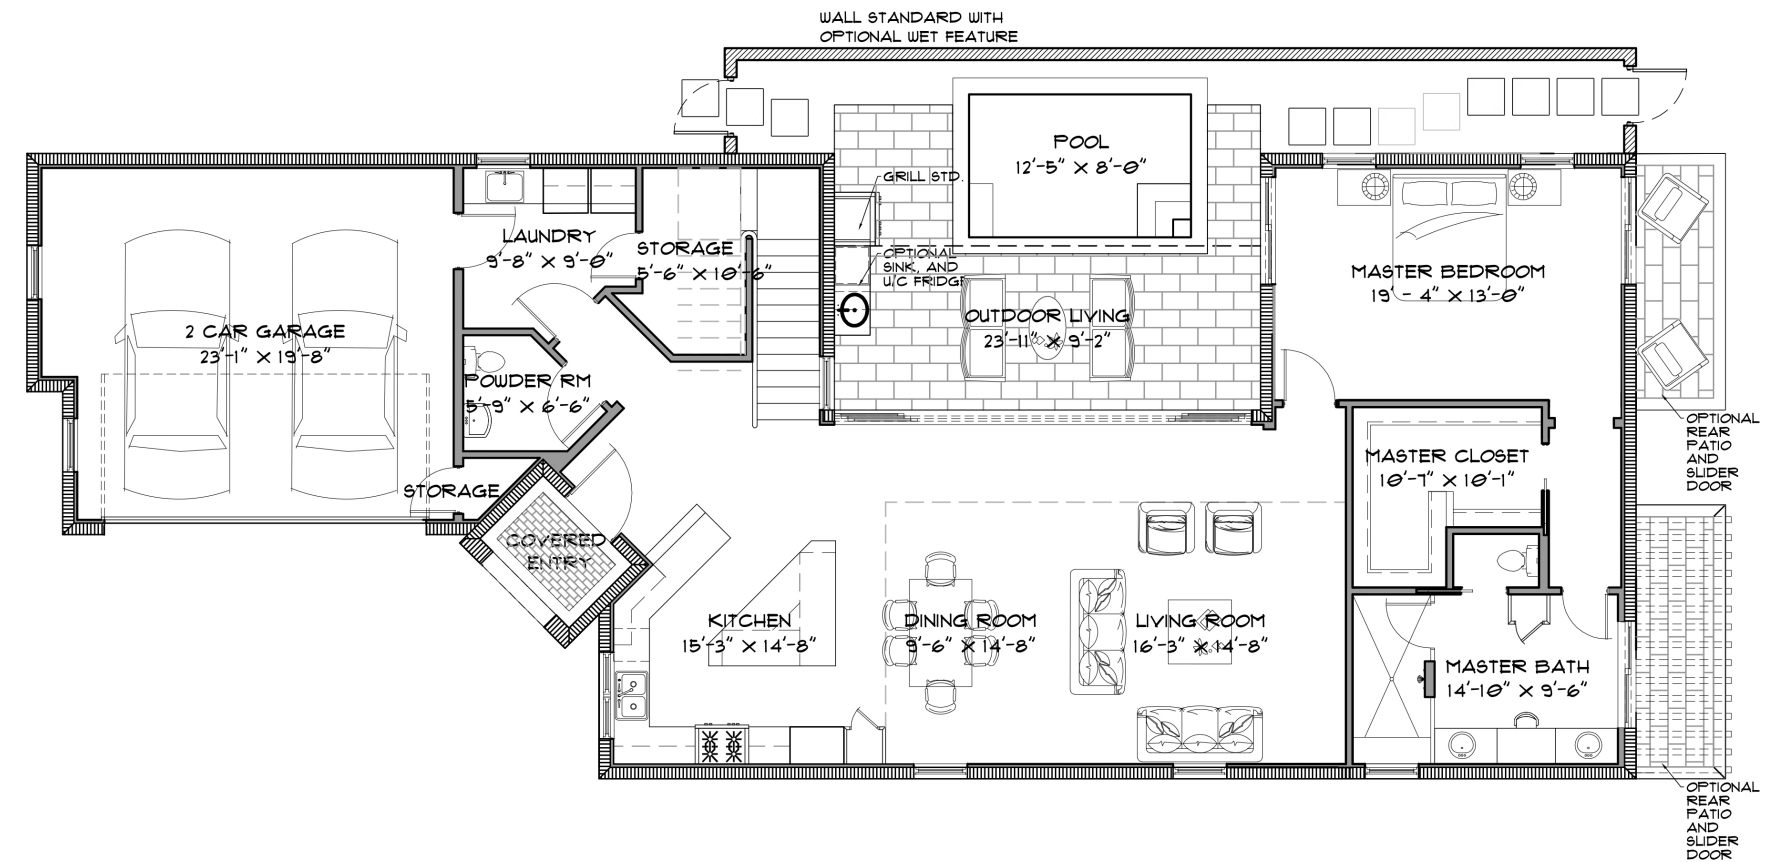 WALL STANDARD WITH
OPTIONAL WET FEATURE
POOL
12'-5" X 8'-0"
GRILL STD.
OPTIONAL
SINK, AND
U/C FRIDGE
LAUNDRY
9'-8" X 9'-0"
STORAGE
5'-6" X 10'-6"
MASTER BEDROOM
19' - 4" X 13'-0"
OUTDOOR LIVING
23'-11" X 9'-2"
2 CAR GARAGE
23'-1" X 19'-8"
POWDER RM
5'-9" X 6'-6"
OPTIONAL
REAR
PATIO
AND
SLIDER
DOOR
MASTER CLOSET
10'-7" X 10'-1"
STORAGE
COVERED
ENTRY
KITCHEN
15'-3" X 14'-8"
DINING ROOM
9'-6" X 14'-8"
LIVING ROOM
16'-3" X 14'-8"
MASTER BATH
14'-10" X 9'-6"
OPTIONAL
REAR
PATIO
AND
SLIDER
DOOR